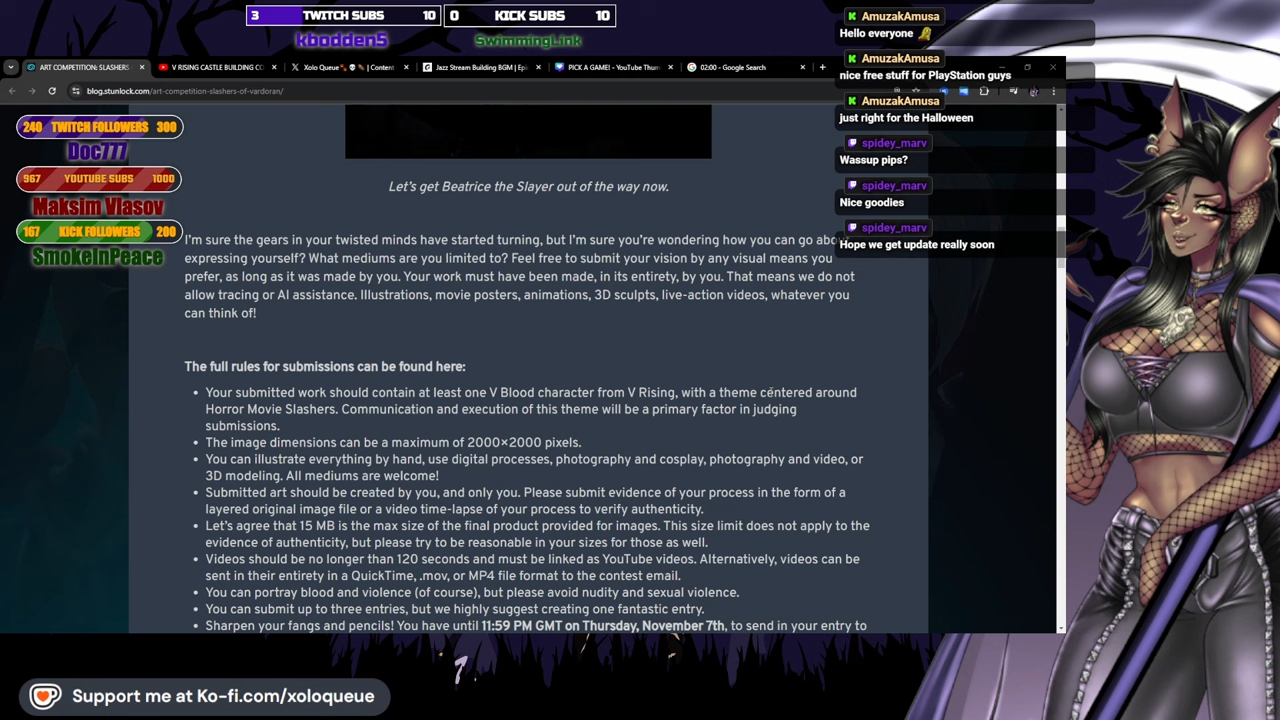 3 TWITCH SUBS 10
0 KICK SUBS 10
kbodden5
SwimmingLink
AmuzakAmusa
Hello everyone
AmuzakAmusa
nice free stuff for PlayStation guys
AmuzakAmusa
just right for the Halloween
spidey_marv
Wassup pips?
spidey_marv
Nice goodies
spidey_marv
Hope we get update really soon
ART COMPETITION: SLASHERS
V RISING CASTLE BUILDING CO
Xolo Queue | Content
Jazz Stream Building BGM | Epi
PICK A GAME! - YouTube Thum
02:00 - Google Search
blog.stunlock.com/art-competition-slashers-of-vardoran/
240 TWITCH FOLLOWERS 300
Doc777
967 YOUTUBE SUBS 1000
Maksim Vlasov
167 KICK FOLLOWERS 200
SmokeInPeace
Let's get Beatrice the Slayer out of the way now.
I'm sure the gears in your twisted minds have started turning, but I'm sure you're wondering how you can go abou
expressing yourself? What mediums are you limited to? Feel free to submit your vision by any visual means you
prefer, as long as it was made by you. Your work must have been made, in its entirety, by you. That means we do not
allow tracing or AI assistance. Illustrations, movie posters, animations, 3D sculpts, live-action videos, whatever you
can think of!
The full rules for submissions can be found here:
• Your submitted work should contain at least one V Blood character from V Rising, with a theme centered around
Horror Movie Slashers. Communication and execution of this theme will be a primary factor in judging
submissions.
• The image dimensions can be a maximum of 2000×2000 pixels.
• You can illustrate everything by hand, use digital processes, photography and cosplay, photography and video, or
3D modeling. All mediums are welcome!
• Submitted art should be created by you, and only you. Please submit evidence of your process in the form of a
layered original image file or a video time-lapse of your process to verify authenticity.
• Let's agree that 15 MB is the max size of the final product provided for images. This size limit does not apply to the
evidence of authenticity, but please try to be reasonable in your sizes for those as well.
• Videos should be no longer than 120 seconds and must be linked as YouTube videos. Alternatively, videos can be
sent in their entirety in a QuickTime, .mov, or MP4 file format to the contest email.
• You can portray blood and violence (of course), but please avoid nudity and sexual violence.
• You can submit up to three entries, but we highly suggest creating one fantastic entry.
• Sharpen your fangs and pencils! You have until 11:59 PM GMT on Thursday, November 7th, to send in your entry to
Support me at Ko-fi.com/xoloqueue